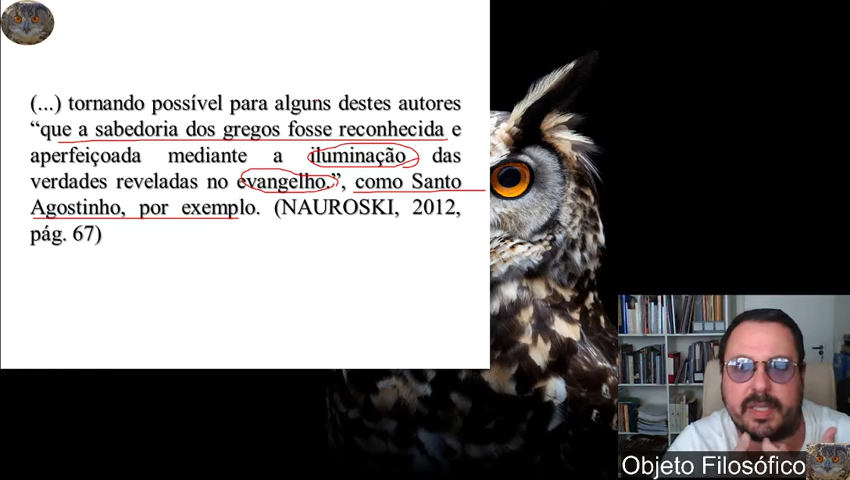 (...) tornando possível para alguns destes autores
“que a sabedoria dos gregos fosse reconhecida e
aperfeiçoada mediante a iluminação das
verdades reveladas no evangelho.”, como Santo
Agostinho, por exemplo. (NAUROSKI, 2012,
pág. 67)
Objeto Filosófico